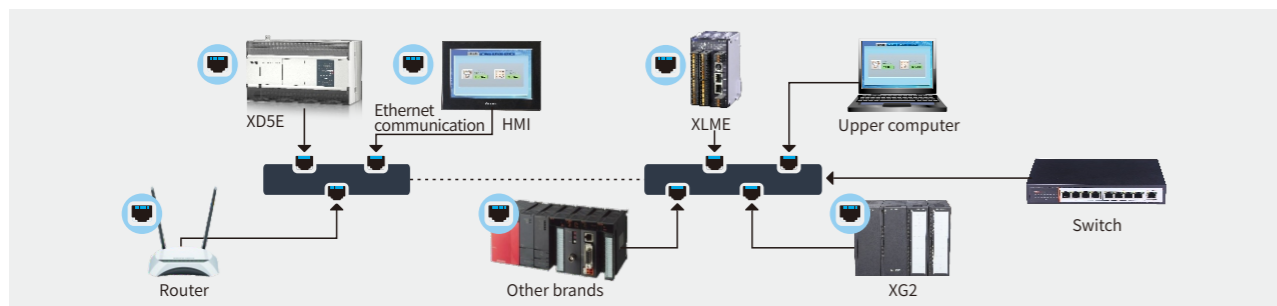 XD5E
Ethernet
communication
HMI
XLME
Upper computer
Router
Other brands
XG2
Switch